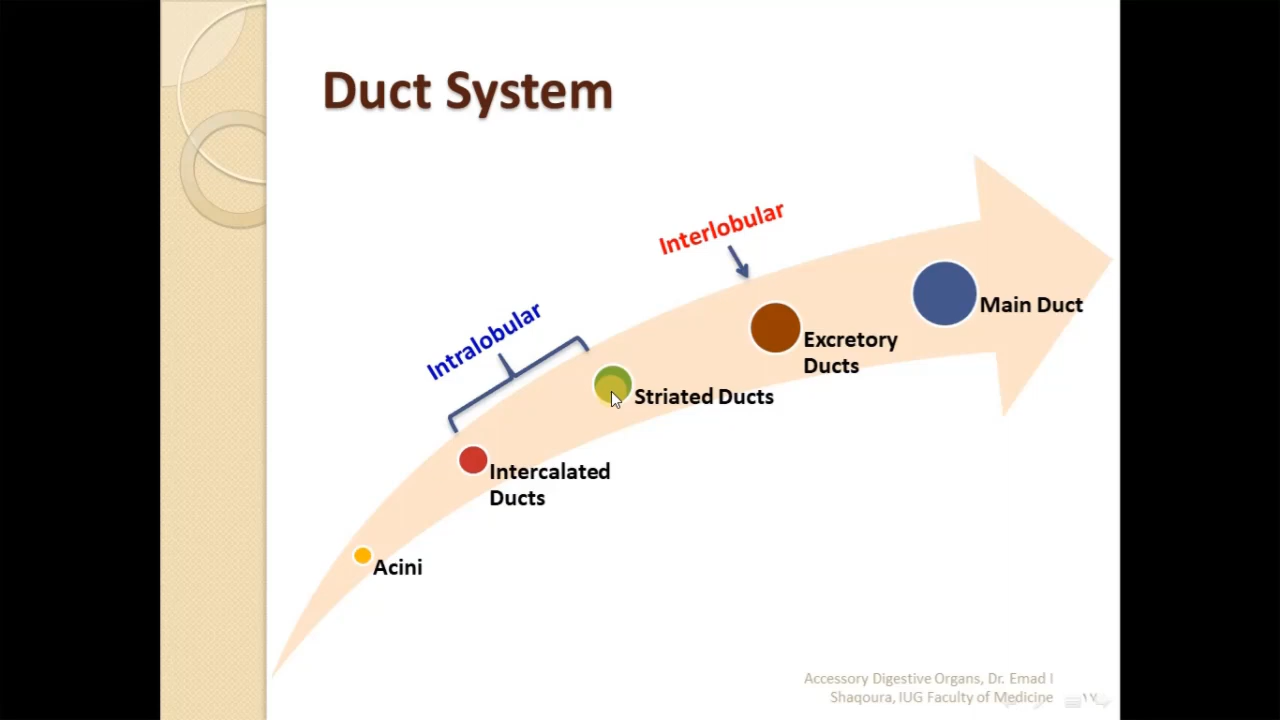 Duct System
Interlobular
Intralobular
Main Duct
Excretory
Ducts
Striated Ducts
Intercalated
Ducts
Acini
Accessory Digestive Organs, Dr. Emad I
Shaqoura, IUG Faculty of Medicine
١٧